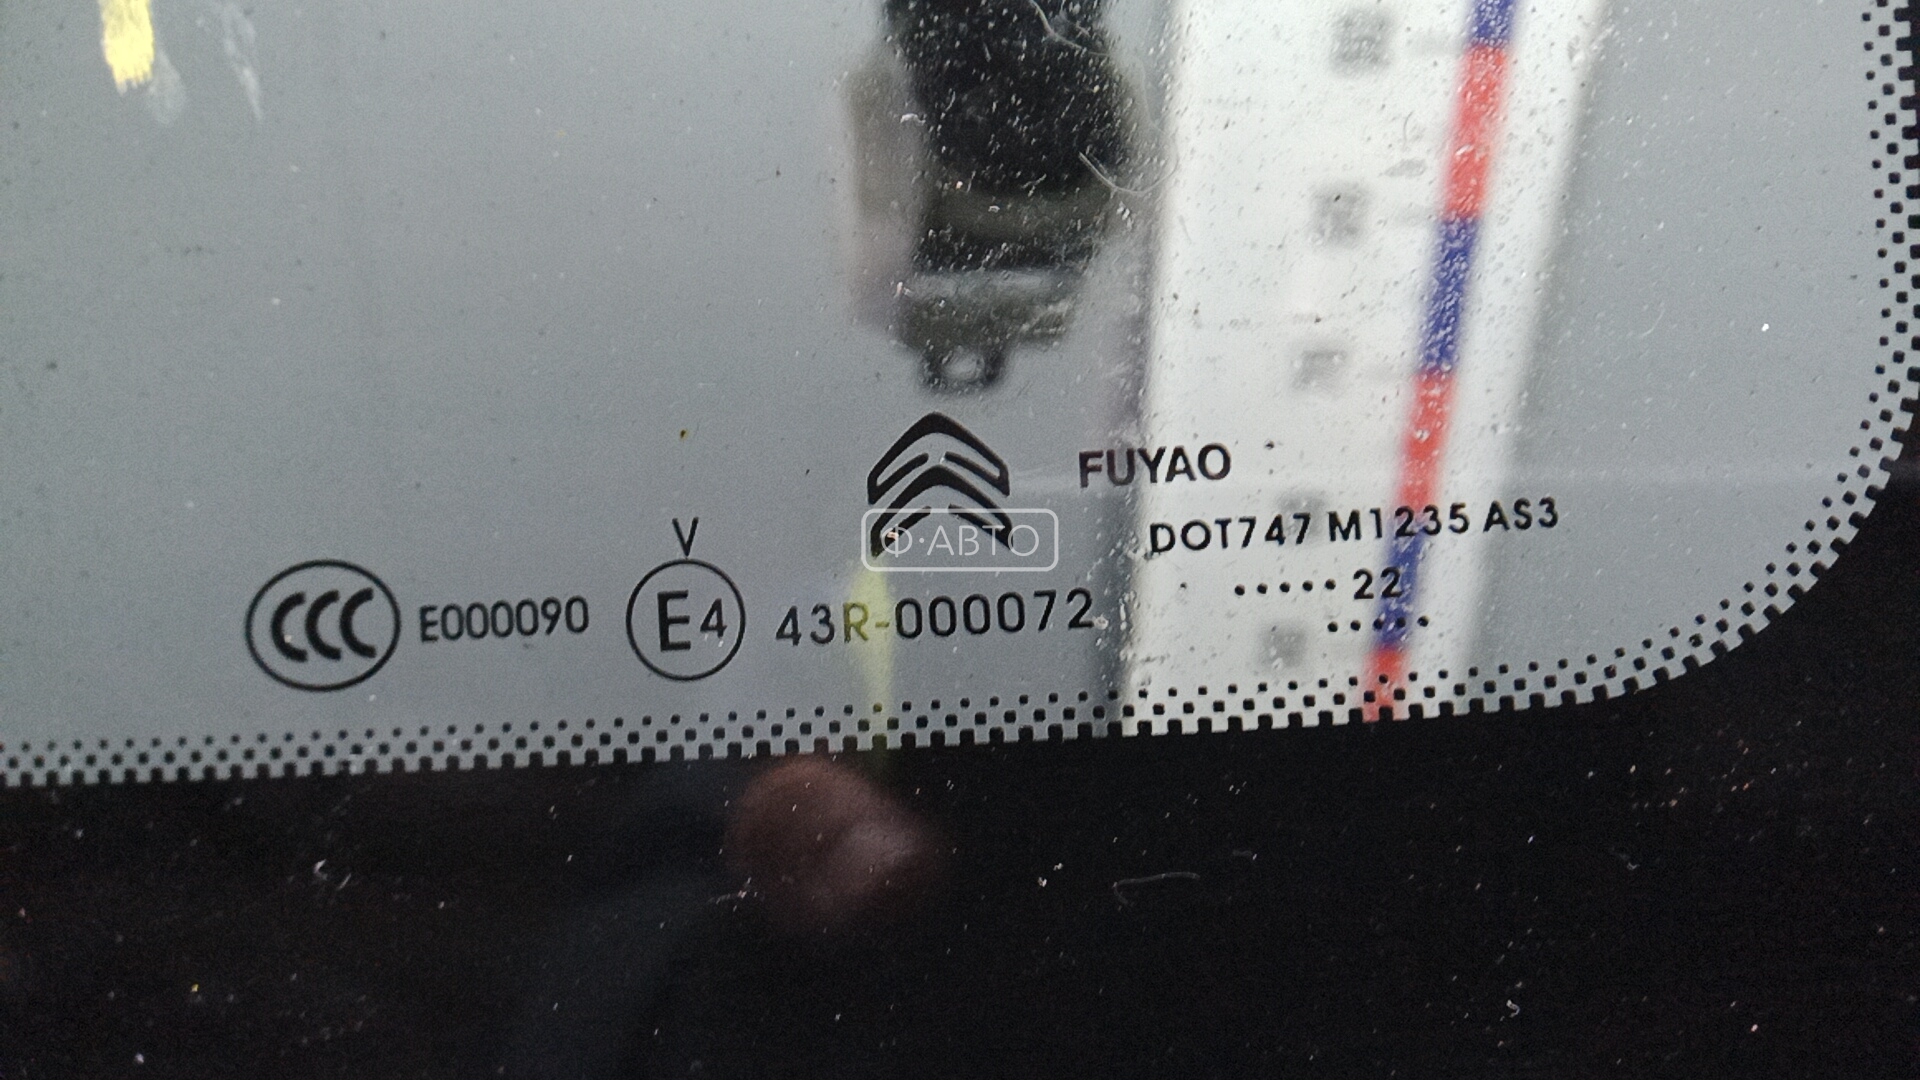 FUYAO
DOT747 M1235 AS3
..... 22
.....
V
CCC E000090 E4 43R-000072
Ф·АВТО